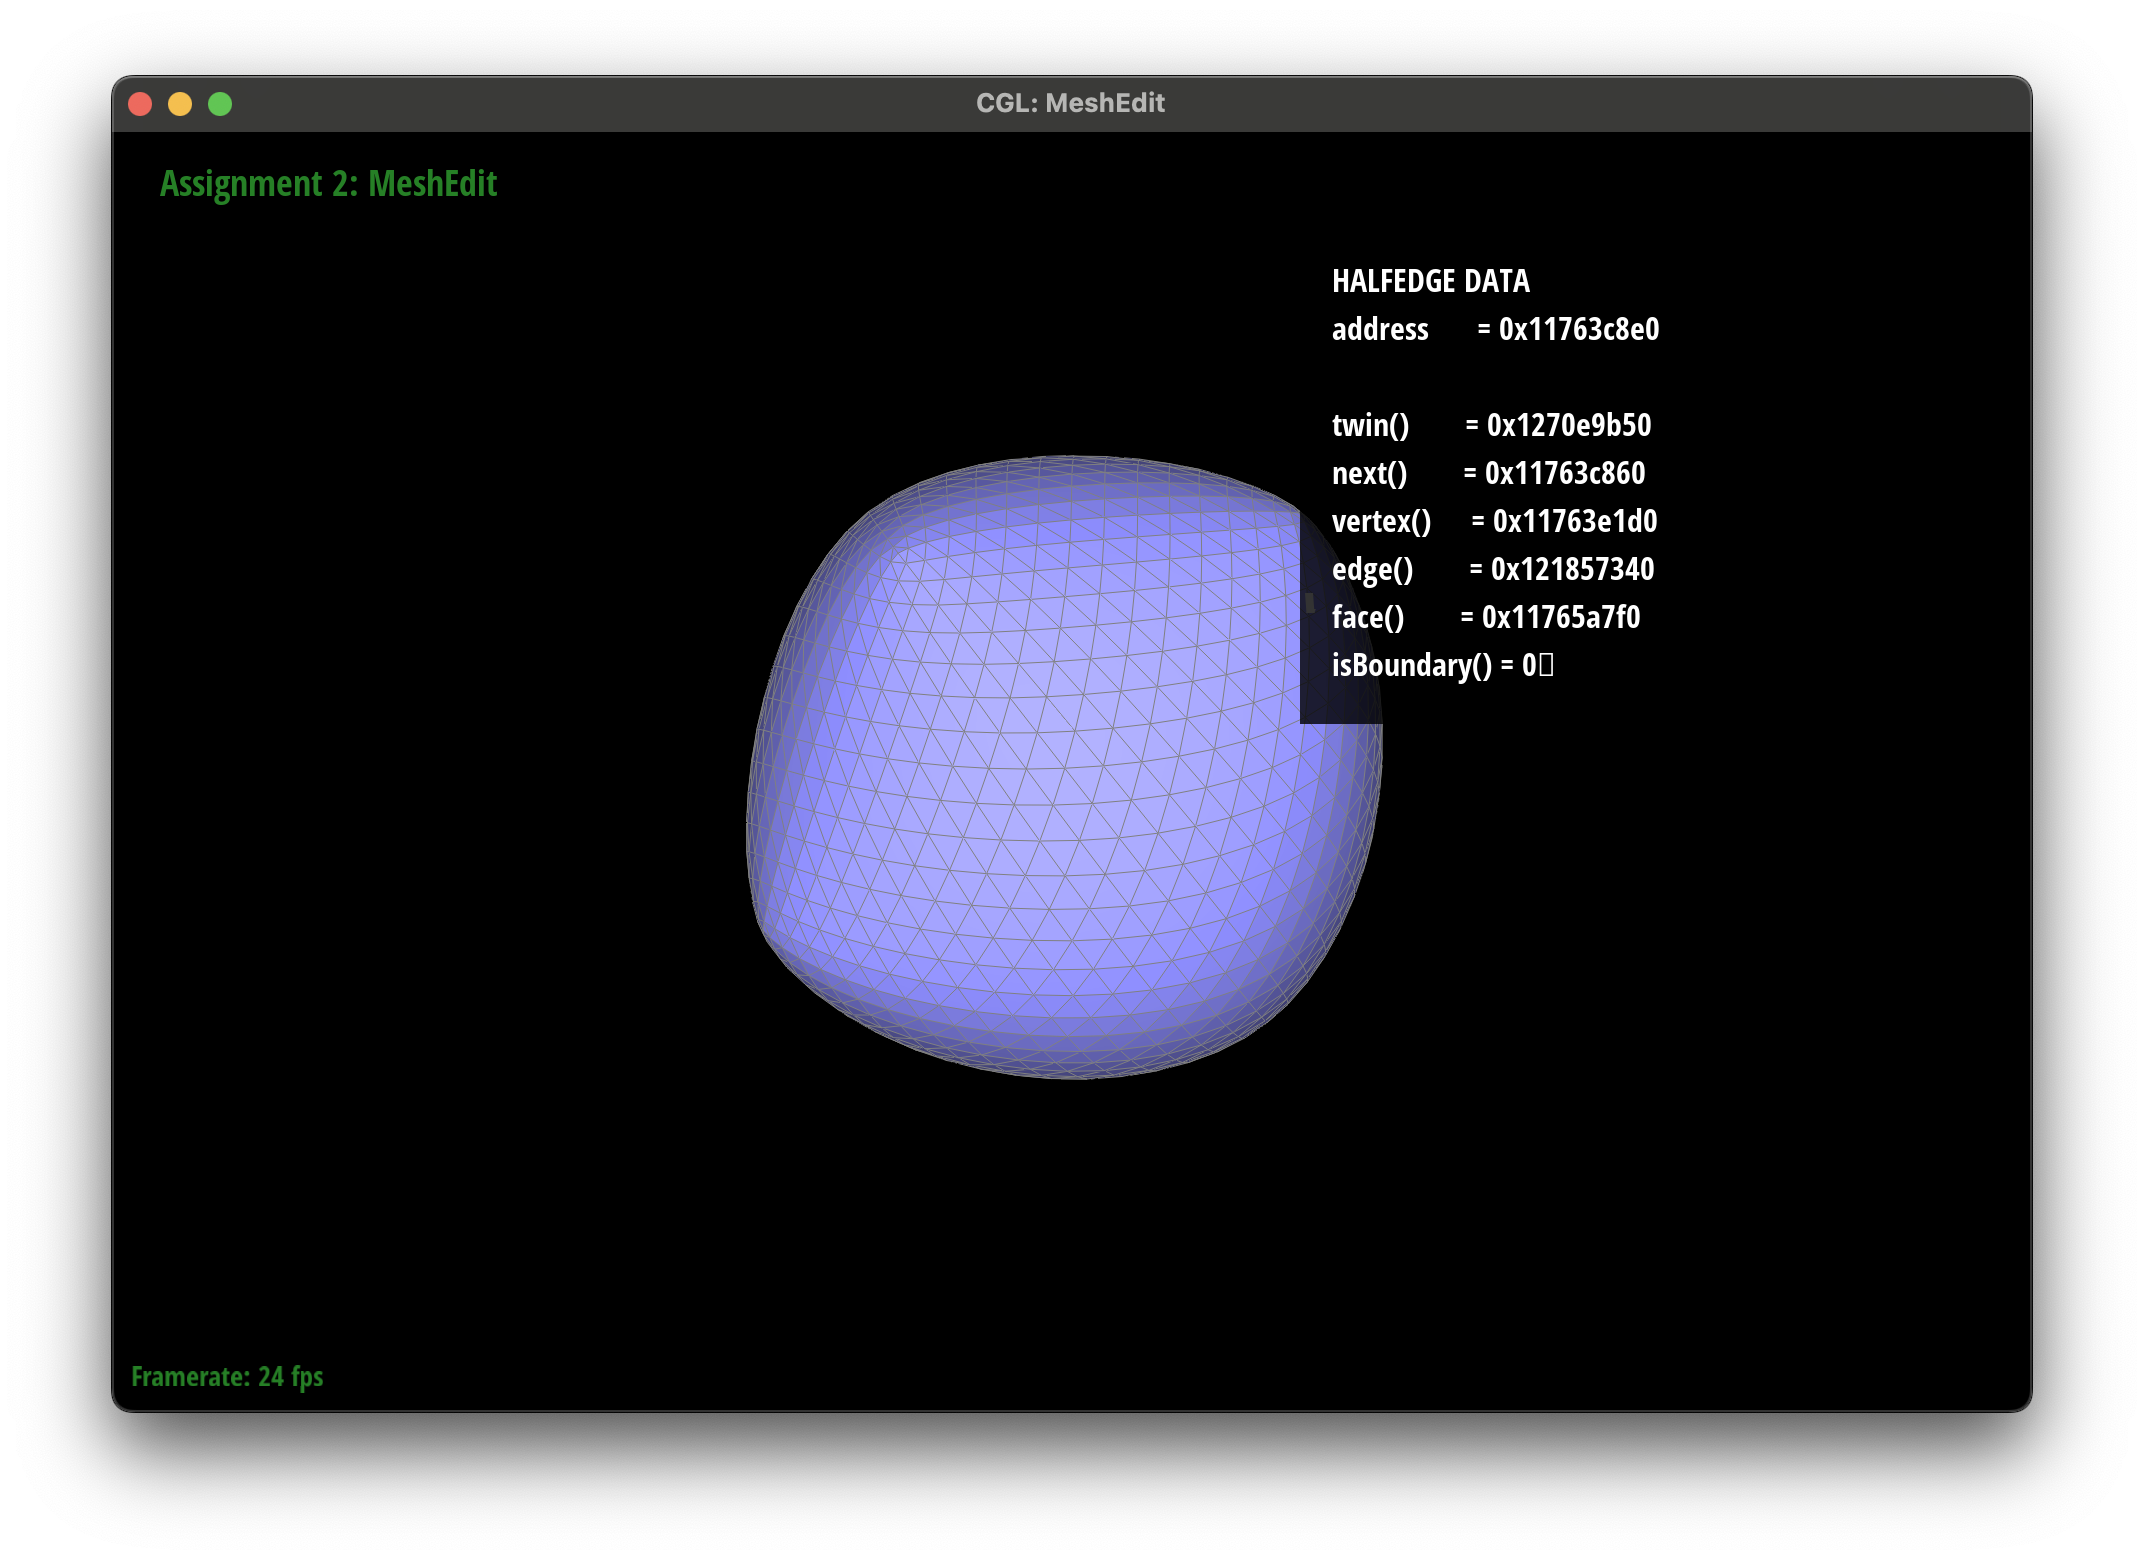 CGL: MeshEdit
Assignment 2: MeshEdit
HALFEDGE DATA
address = 0x11763c8e0
twin() = 0x1270e9b50
next() = 0x11763c860
vertex() = 0x11763e1d0
edge() = 0x121857340
face() = 0x11765a7f0
isBoundary() = 0▯
Framerate: 24 fps